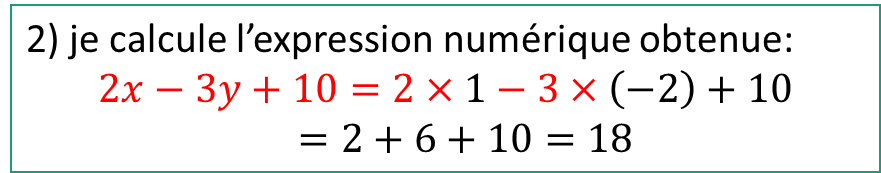 2) je calcule l’expression numérique obtenue:
2x − 3y + 10 = 2 × 1 − 3 × (−2) + 10
= 2 + 6 + 10 = 18